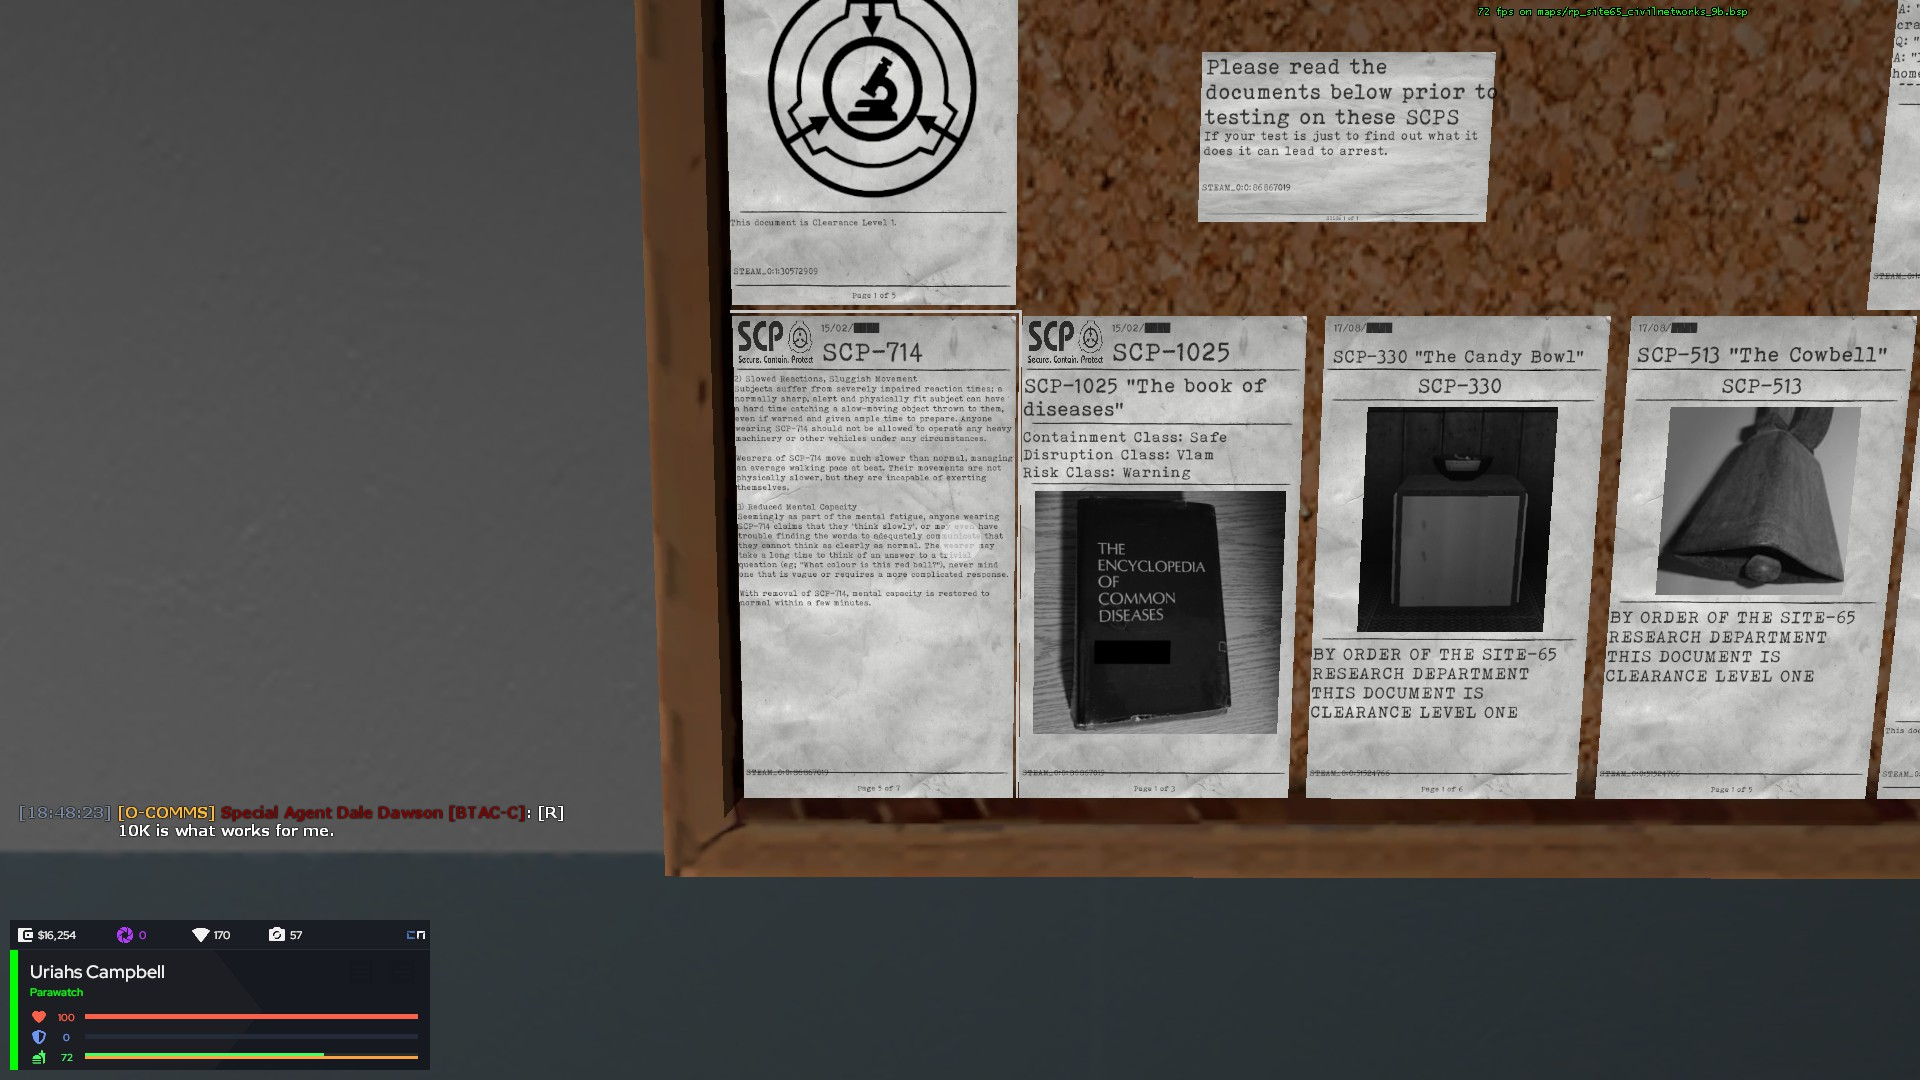 72 fps on maps/rp_site65_civilnetworks_9b.bsp
This document is Clearance Level 1.
STEAM_0:1:30572909
Page 1 of 5
Please read the
documents below prior to
testing on these SCPS
If your test is just to find out what it
does it can lead to arrest.
STEAM_0:0:86867019
A: "
cra
Q: "
A: "
home
SCP
Secure. Contain. Protect
15/02/
SCP-714
2) Slowed Reactions, Sluggish Movement
Subjects suffer from severely impaired reaction times; a
normally sharp, alert and physically fit subject can have
a hard time catching a slow-moving object thrown to them,
even if warned and given ample time to prepare. Anyone
wearing SCP-714 should not be allowed to operate any heavy
machinery or other vehicles under any circumstances.
Wearers of SCP-714 move much slower than normal, managing
an average walking pace at best. Their movements are not
physically slower, but they are incapable of exerting
themselves.
3) Reduced Mental Capacity
Seemingly as part of the mental fatigue, anyone wearing
SCP-714 claims that they 'think slowly', or may even have
trouble finding the words to adequately communicate that
they cannot think as clearly as normal. The wearer may
take a long time to think of an answer to a trivial
question (eg; "What colour is this red ball?"), never mind
one that is vague or requires a more complicated response.
With removal of SCP-714, mental capacity is restored to
normal within a few minutes.
STEAM_0:0:86867019
Page 5 of 7
SCP
Secure. Contain. Protect
15/02/
SCP-1025
SCP-1025 "The book of
diseases"
Containment Class: Safe
Disruption Class: Vlam
Risk Class: Warning
THE
ENCYCLOPEDIA
OF
COMMON
DISEASES
STEAM_0:0:86867019
Page 1 of 3
17/08/
SCP-330 "The Candy Bowl"
SCP-330
BY ORDER OF THE SITE-65
RESEARCH DEPARTMENT
THIS DOCUMENT IS
CLEARANCE LEVEL ONE
STEAM_0:0:51524766
Page 1 of 6
17/08/
SCP-513 "The Cowbell"
SCP-513
BY ORDER OF THE SITE-65
RESEARCH DEPARTMENT
THIS DOCUMENT IS
CLEARANCE LEVEL ONE
STEAM_0:0:51524766
Page 1 of 5
This doc
[18:48:23] [O-COMMS] Special Agent Dale Dawson [BTAC-C]: [R]
10K is what works for me.
$16,254
0
170
57
Uriahs Campbell
Parawatch
100
0
72